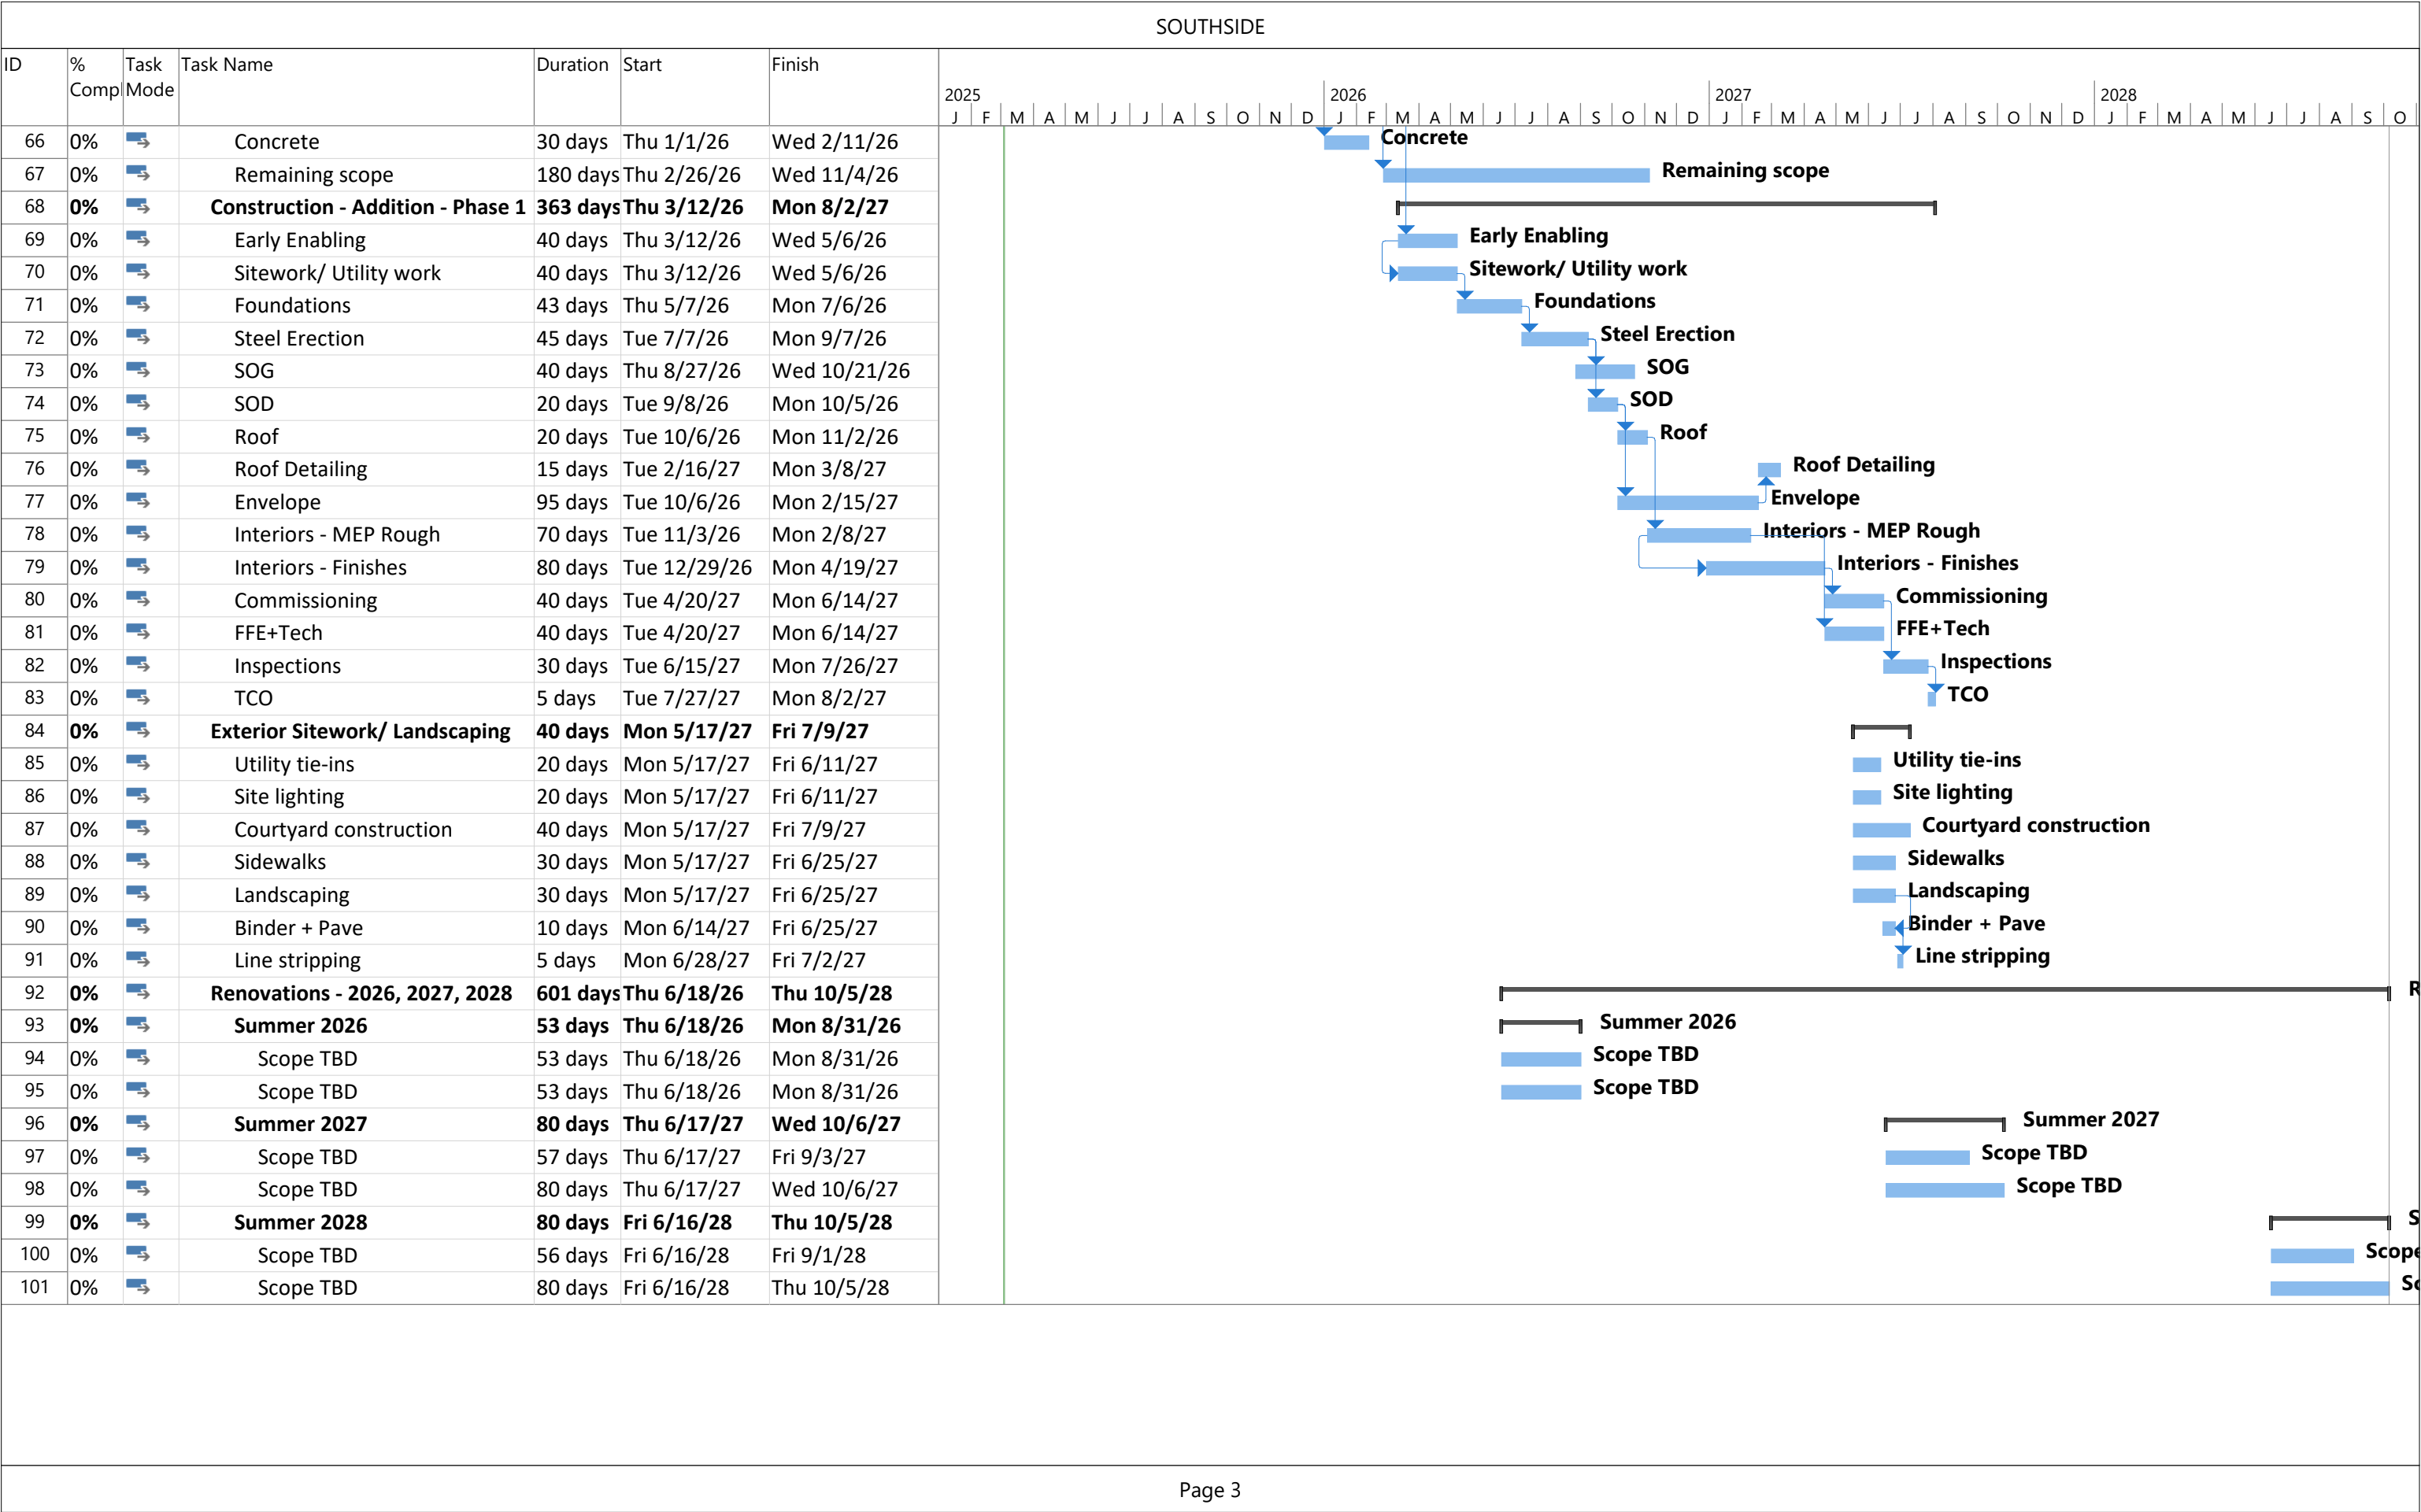 SOUTHSIDE
ID % Compl Task Mode Task Name Duration Start Finish
2025 2026 2027 2028
J F M A M J J A S O N D J F M A M J J A S O N D J F M A M J J A S O N D J F M A M J J A S O
66 0% Concrete 30 days Thu 1/1/26 Wed 2/11/26 Concrete
67 0% Remaining scope 180 days Thu 2/26/26 Wed 11/4/26 Remaining scope
68 0% Construction - Addition - Phase 1 363 days Thu 3/12/26 Mon 8/2/27
69 0% Early Enabling 40 days Thu 3/12/26 Wed 5/6/26 Early Enabling
70 0% Sitework/ Utility work 40 days Thu 3/12/26 Wed 5/6/26 Sitework/ Utility work
71 0% Foundations 43 days Thu 5/7/26 Mon 7/6/26 Foundations
72 0% Steel Erection 45 days Tue 7/7/26 Mon 9/7/26 Steel Erection
73 0% SOG 40 days Thu 8/27/26 Wed 10/21/26 SOG
74 0% SOD 20 days Tue 9/8/26 Mon 10/5/26 SOD
75 0% Roof 20 days Tue 10/6/26 Mon 11/2/26 Roof
76 0% Roof Detailing 15 days Tue 2/16/27 Mon 3/8/27 Roof Detailing
77 0% Envelope 95 days Tue 10/6/26 Mon 2/15/27 Envelope
78 0% Interiors - MEP Rough 70 days Tue 11/3/26 Mon 2/8/27 Interiors - MEP Rough
79 0% Interiors - Finishes 80 days Tue 12/29/26 Mon 4/19/27 Interiors - Finishes
80 0% Commissioning 40 days Tue 4/20/27 Mon 6/14/27 Commissioning
81 0% FFE+Tech 40 days Tue 4/20/27 Mon 6/14/27 FFE+Tech
82 0% Inspections 30 days Tue 6/15/27 Mon 7/26/27 Inspections
83 0% TCO 5 days Tue 7/27/27 Mon 8/2/27 TCO
84 0% Exterior Sitework/ Landscaping 40 days Mon 5/17/27 Fri 7/9/27
85 0% Utility tie-ins 20 days Mon 5/17/27 Fri 6/11/27 Utility tie-ins
86 0% Site lighting 20 days Mon 5/17/27 Fri 6/11/27 Site lighting
87 0% Courtyard construction 40 days Mon 5/17/27 Fri 7/9/27 Courtyard construction
88 0% Sidewalks 30 days Mon 5/17/27 Fri 6/25/27 Sidewalks
89 0% Landscaping 30 days Mon 5/17/27 Fri 6/25/27 Landscaping
90 0% Binder + Pave 10 days Mon 6/14/27 Fri 6/25/27 Binder + Pave
91 0% Line stripping 5 days Mon 6/28/27 Fri 7/2/27 Line stripping
92 0% Renovations - 2026, 2027, 2028 601 days Thu 6/18/26 Thu 10/5/28 R
93 0% Summer 2026 53 days Thu 6/18/26 Mon 8/31/26 Summer 2026
94 0% Scope TBD 53 days Thu 6/18/26 Mon 8/31/26 Scope TBD
95 0% Scope TBD 53 days Thu 6/18/26 Mon 8/31/26 Scope TBD
96 0% Summer 2027 80 days Thu 6/17/27 Wed 10/6/27 Summer 2027
97 0% Scope TBD 57 days Thu 6/17/27 Fri 9/3/27 Scope TBD
98 0% Scope TBD 80 days Thu 6/17/27 Wed 10/6/27 Scope TBD
99 0% Summer 2028 80 days Fri 6/16/28 Thu 10/5/28 S
100 0% Scope TBD 56 days Fri 6/16/28 Fri 9/1/28 Scope
101 0% Scope TBD 80 days Fri 6/16/28 Thu 10/5/28 Sc
Page 3